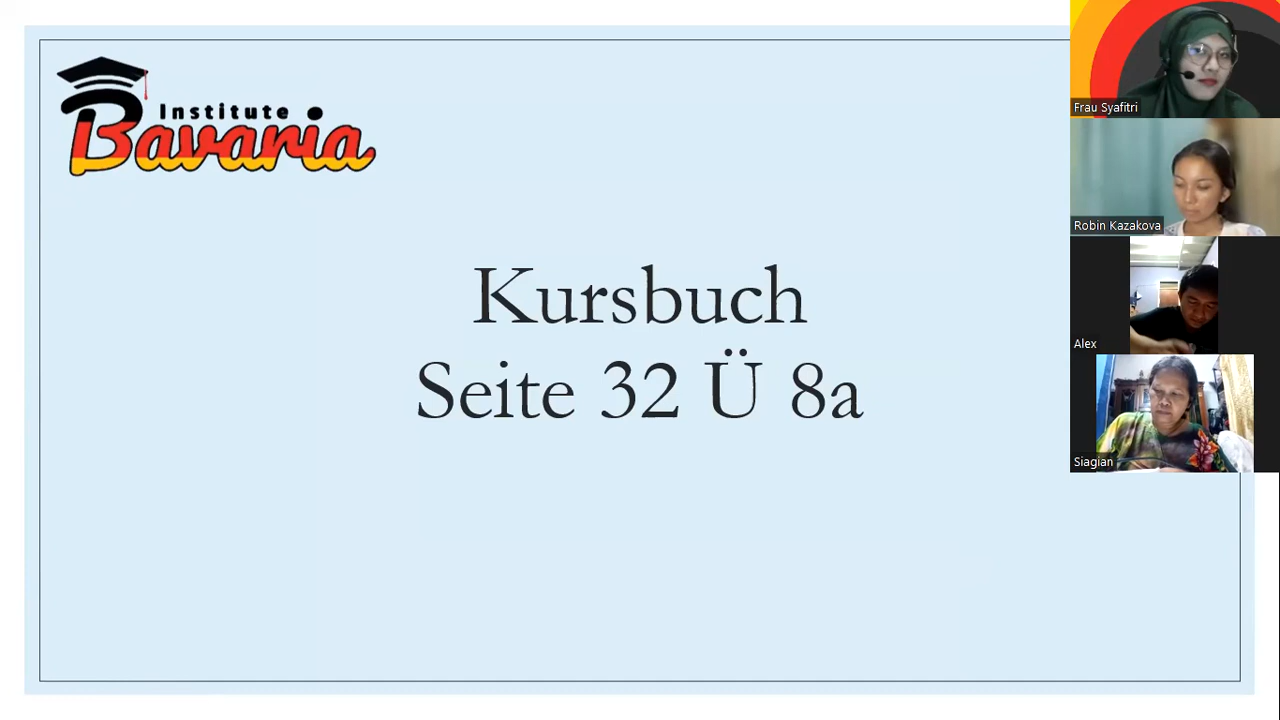 Institute
Bavaria
Kursbuch
Seite 32 Ü 8a
Frau Syafitri
Robin Kazakova
Alex
Siagian